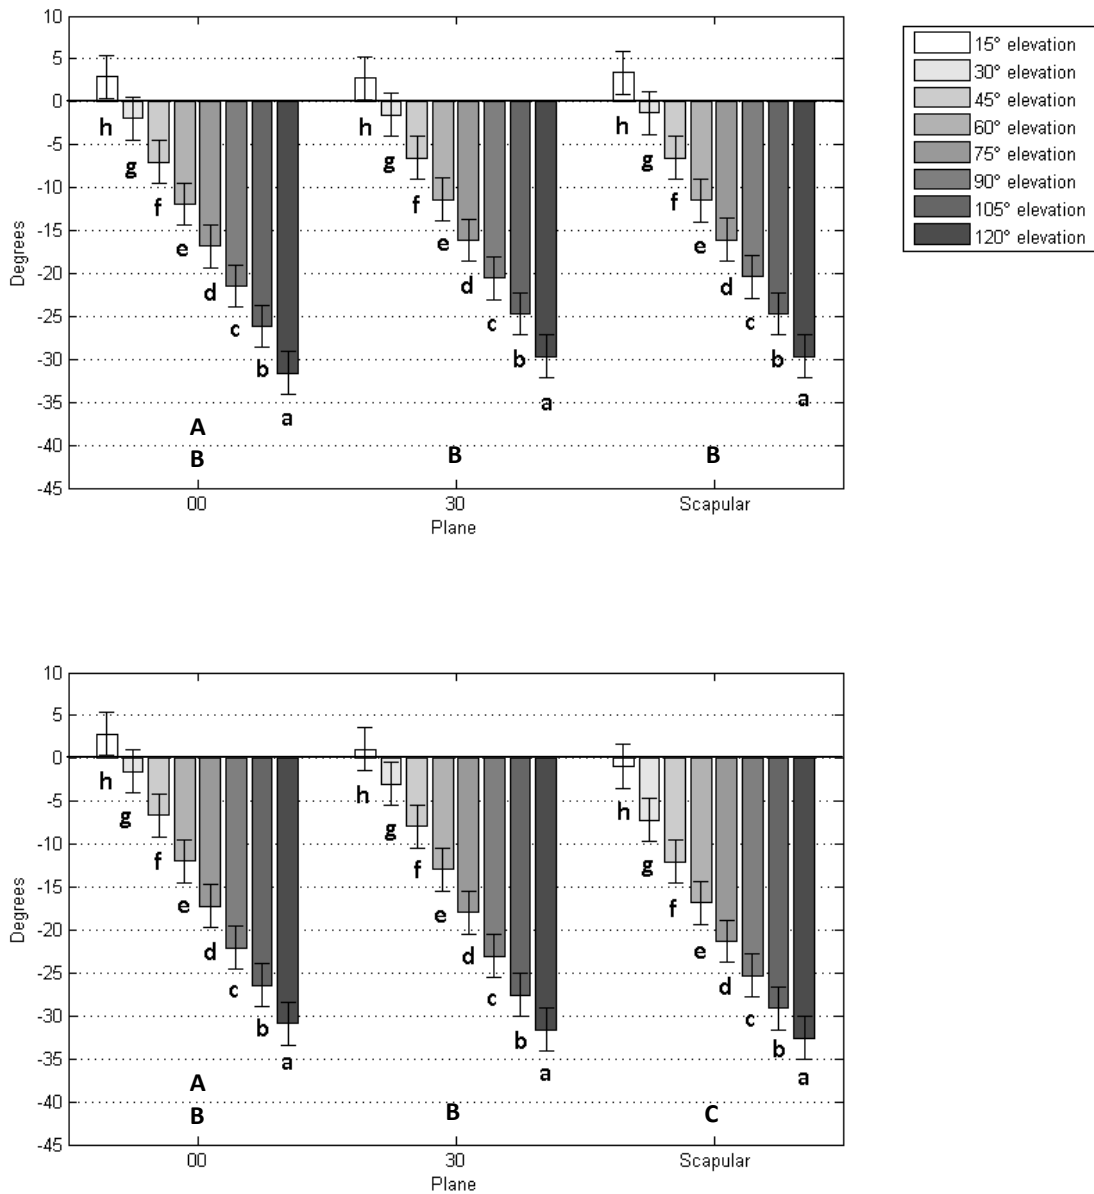 10
5
0
-5
-10
-15
-20
-25
-30
-35
-40
-45
Degrees
h
g
f
e
d
c
b
a
A
B
00
h
g
f
e
d
c
b
a
B
30
h
g
f
e
d
c
b
a
B
Scapular
Plane
15° elevation
30° elevation
45° elevation
60° elevation
75° elevation
90° elevation
105° elevation
120° elevation
10
5
0
-5
-10
-15
-20
-25
-30
-35
-40
-45
Degrees
h
g
f
e
d
c
b
a
A
B
00
h
g
f
e
d
c
b
a
B
30
h
g
f
e
d
c
b
a
C
Scapular
Plane